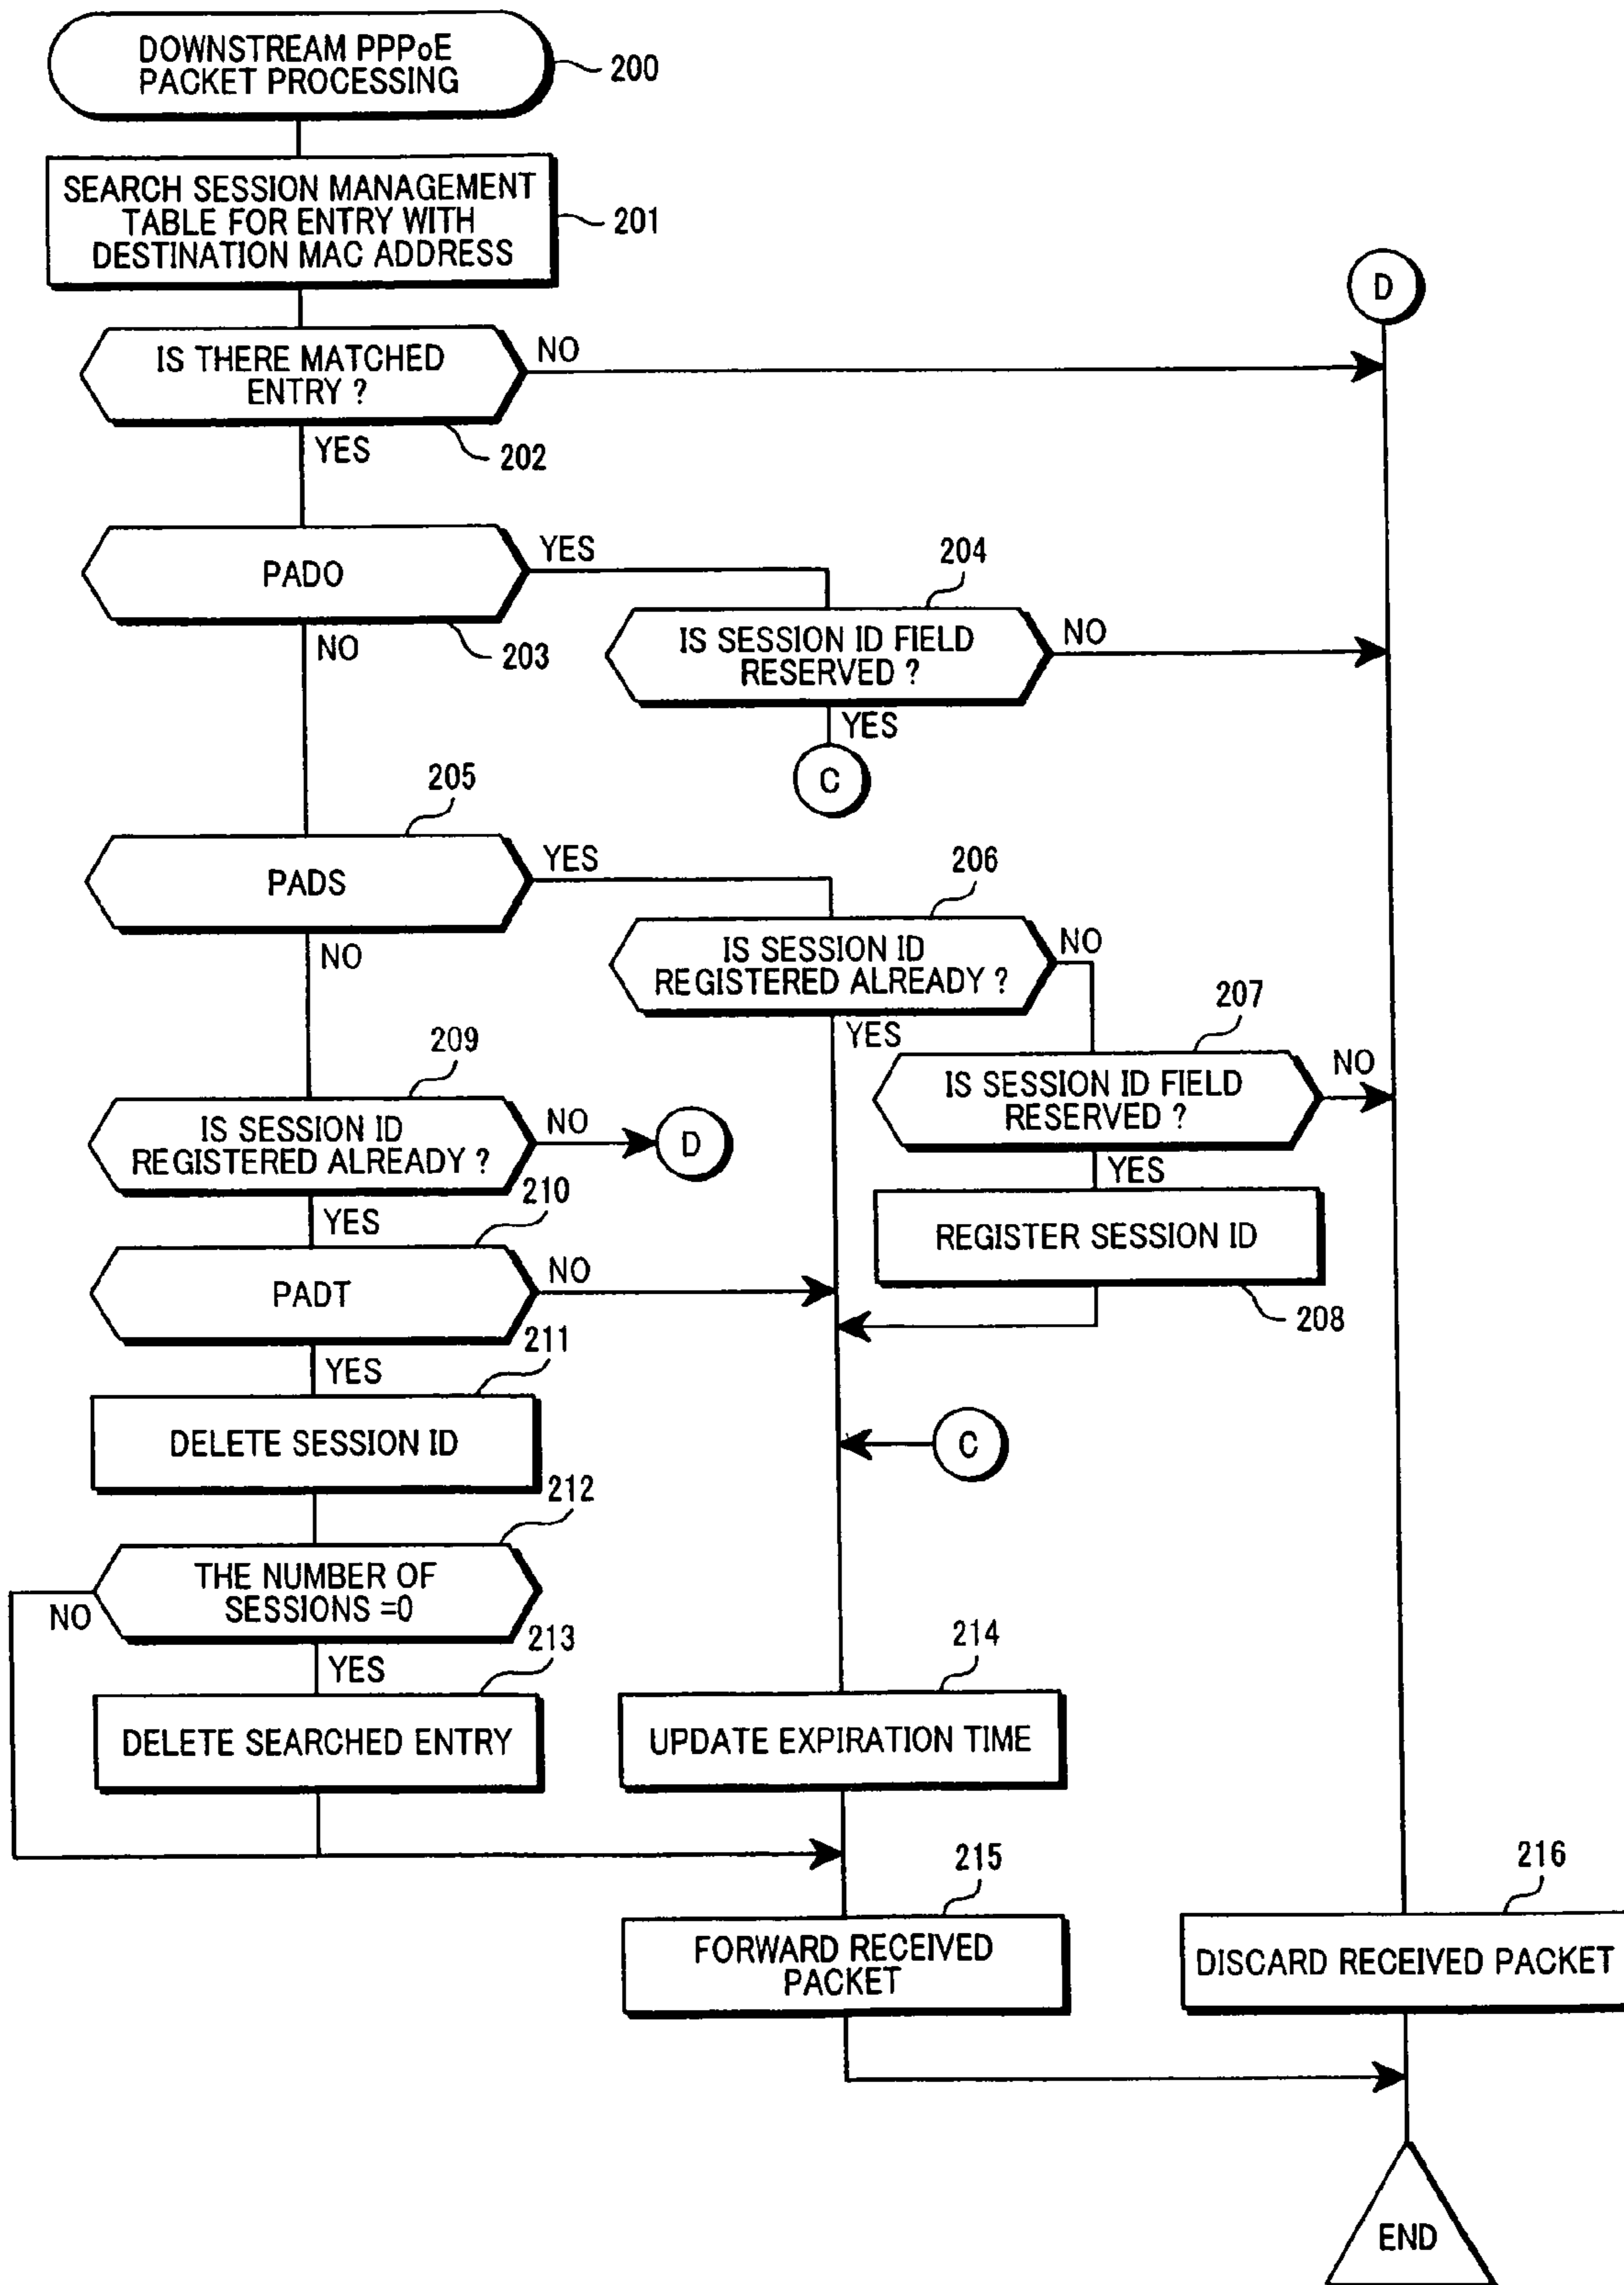 DOWNSTREAM PPPoE
PACKET PROCESSING
200
SEARCH SESSION MANAGEMENT
TABLE FOR ENTRY WITH
DESTINATION MAC ADDRESS
201
D
IS THERE MATCHED
ENTRY ?
NO
YES
202
PADO
YES
204
NO
203
IS SESSION ID FIELD
RESERVED ?
NO
YES
C
205
PADS
YES
206
NO
IS SESSION ID
REGISTERED ALREADY ?
NO
YES
207
IS SESSION ID FIELD
RESERVED ?
NO
YES
209
IS SESSION ID
REGISTERED ALREADY ?
NO
D
YES
210
REGISTER SESSION ID
208
PADT
NO
YES
211
DELETE SESSION ID
C
212
THE NUMBER OF
SESSIONS =0
NO
YES
213
DELETE SEARCHED ENTRY
214
UPDATE EXPIRATION TIME
215
FORWARD RECEIVED
PACKET
216
DISCARD RECEIVED PACKET
END